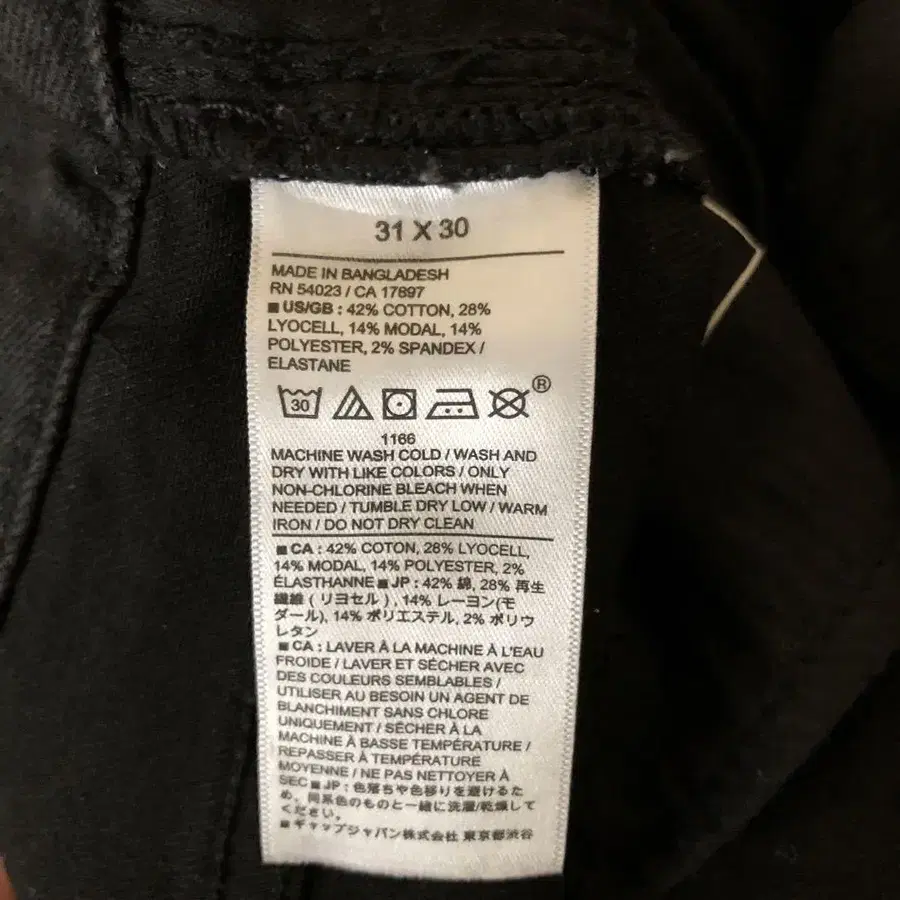 31 X 30
MADE IN BANGLADESH
RN 54023 / CA 17897
■ US/GB : 42% COTTON, 28%
LYOCELL, 14% MODAL, 14%
POLYESTER, 2% SPANDEX /
ELASTANE
30
®
1166
MACHINE WASH COLD / WASH AND
DRY WITH LIKE COLORS / ONLY
NON-CHLORINE BLEACH WHEN
NEEDED / TUMBLE DRY LOW / WARM
IRON / DO NOT DRY CLEAN
■ CA : 42% COTON, 28% LYOCELL,
14% MODAL, 14% POLYESTER, 2%
ÉLASTHANNE ■ JP : 42% 綿, 28% 再生
繊維 ( リヨセル ), 14% レーヨン(モ
ダール), 14% ポリエステル, 2% ポリウ
レタン
■ CA : LAVER À LA MACHINE À L'EAU
FROIDE / LAVER ET SÉCHER AVEC
DES COULEURS SEMBLABLES /
UTILISER AU BESOIN UN AGENT DE
BLANCHIMENT SANS CHLORE
UNIQUEMENT / SÉCHER À LA
MACHINE À BASSE TEMPÉRATURE /
REPASSER À TEMPÉRATURE
MOYENNE / NE PAS NETTOYER À
SEC ■ JP : 色落ちや色移りを避けるた
め、同系色のものと一緒に洗濯/乾燥して
ください。
■ ギャップジャパン株式会社 東京都渋谷